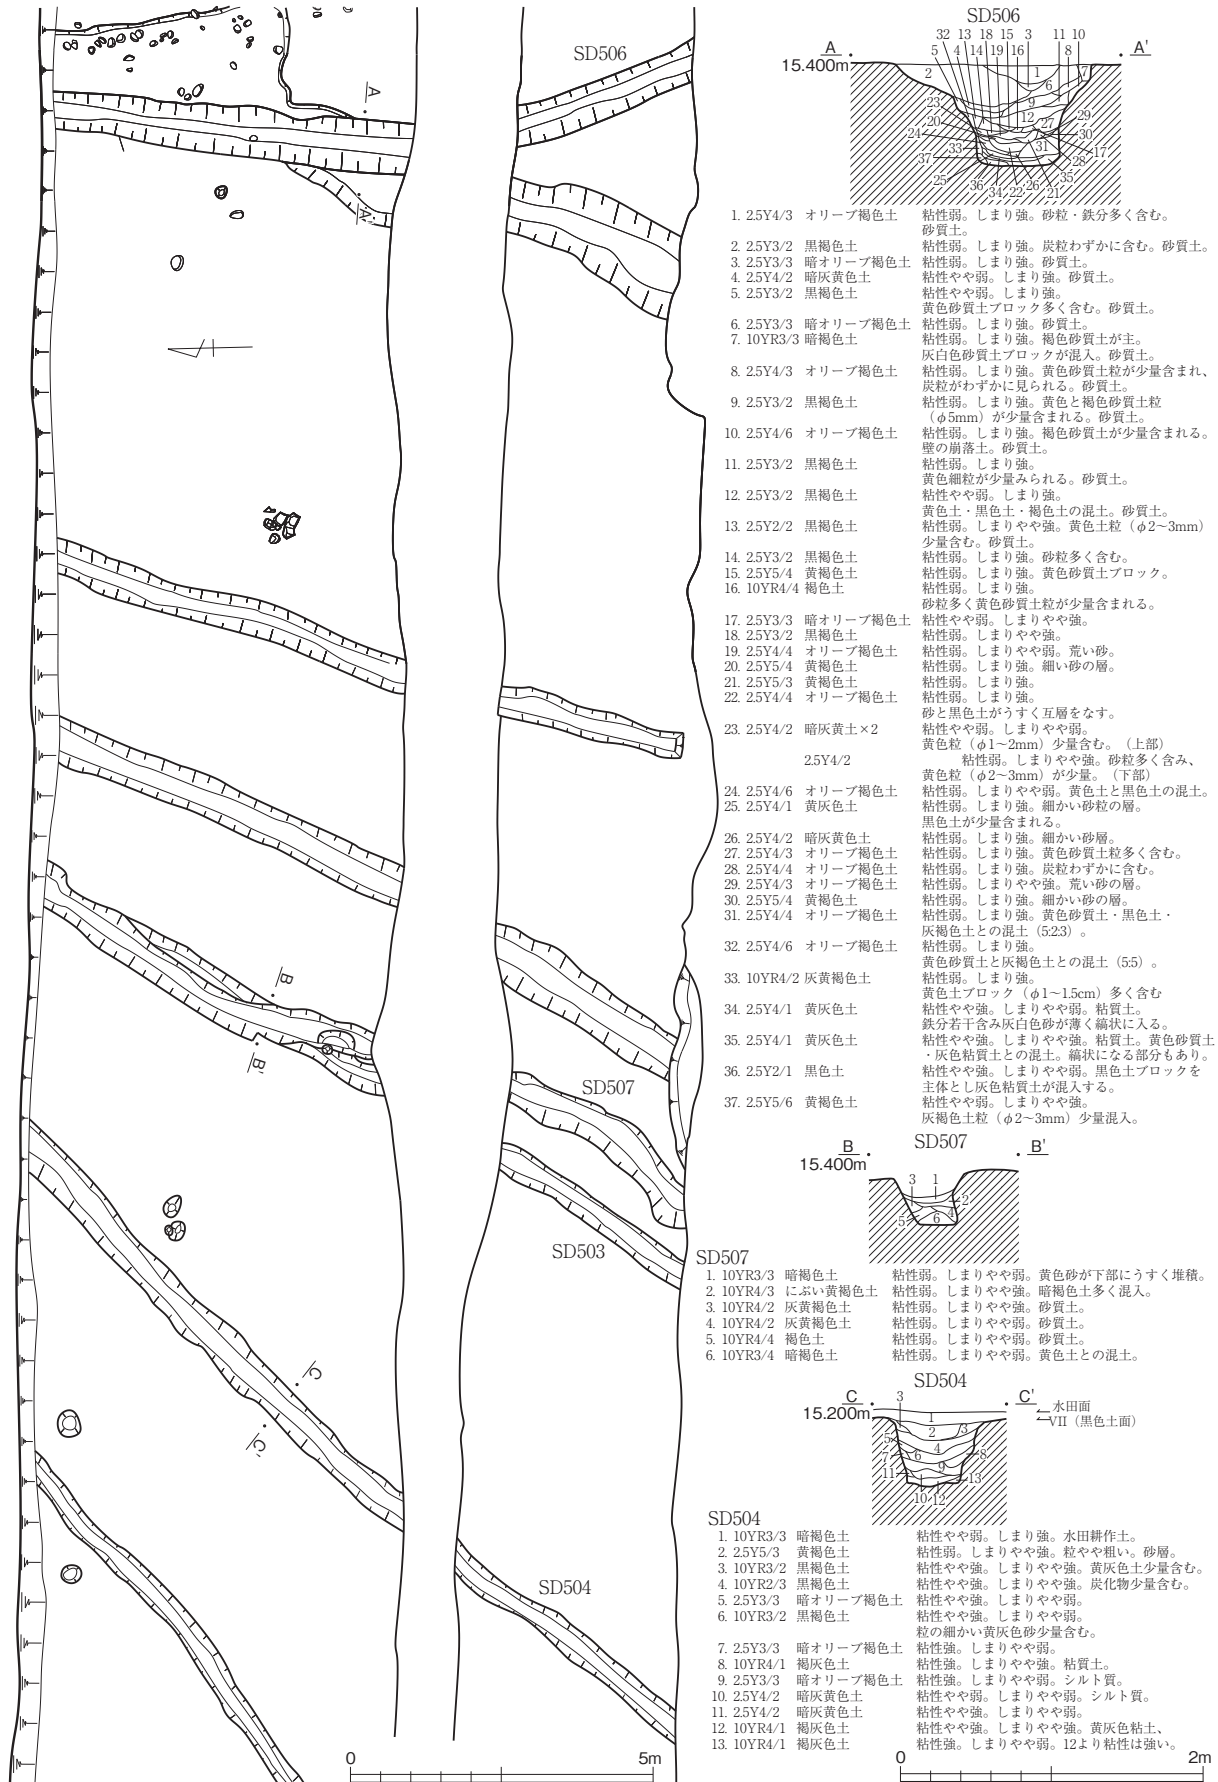 SD506
A
A'
SD506
A
A'
15.400m
32 13 18 15 3 11 10
5 4 14 19 16 8
2 1 7
6
23 9
20 12 27 29
24 30
33 31 17
37 28
25 36 35
34 22 26 21
1. 2.5Y4/3 オリーブ褐色土 粘性弱。しまり強。砂粒・鉄分多く含む。
砂質土。
2. 2.5Y3/2 黒褐色土 粘性弱。しまり強。炭粒わずかに含む。砂質土。
3. 2.5Y3/3 暗オリーブ褐色土 粘性弱。しまり強。砂質土。
4. 2.5Y4/2 暗灰黄色土 粘性やや弱。しまり強。砂質土。
5. 2.5Y3/2 黒褐色土 粘性やや弱。しまり強。
黄色砂質土ブロック多く含む。砂質土。
6. 2.5Y3/3 暗オリーブ褐色土 粘性弱。しまり強。砂質土。
7. 10YR3/3 暗褐色土 粘性弱。しまり強。褐色砂質土が主。
灰白色砂質土ブロックが混入。砂質土。
8. 2.5Y4/3 オリーブ褐色土 粘性弱。しまり強。黄色砂質土粒が少量含まれ、
炭粒がわずかに見られる。砂質土。
9. 2.5Y3/2 黒褐色土 粘性弱。しまり強。黄色と褐色砂質土粒
（φ5mm）が少量含まれる。砂質土。
10. 2.5Y4/6 オリーブ褐色土 粘性弱。しまり強。褐色砂質土が少量含まれる。
壁の崩落土。砂質土。
11. 2.5Y3/2 黒褐色土 粘性弱。しまり強。
黄色細粒が少量みられる。砂質土。
12. 2.5Y3/2 黒褐色土 粘性やや弱。しまり強。
黄色土・黒色土・褐色土の混土。砂質土。
13. 2.5Y2/2 黒褐色土 粘性弱。しまりやや強。黄色土粒（φ2〜3mm）
少量含む。砂質土。
14. 2.5Y3/2 黒褐色土 粘性弱。しまり強。砂粒多く含む。
15. 2.5Y5/4 黄褐色土 粘性弱。しまり強。黄色砂質土ブロック。
16. 10YR4/4 褐色土 粘性弱。しまり強。
砂粒多く黄色砂質土粒が少量含まれる。
17. 2.5Y3/3 暗オリーブ褐色土 粘性やや弱。しまりやや強。
18. 2.5Y3/2 黒褐色土 粘性弱。しまりやや強。
19. 2.5Y4/4 オリーブ褐色土 粘性弱。しまりやや弱。荒い砂。
20. 2.5Y5/4 黄褐色土 粘性弱。しまり強。細い砂の層。
21. 2.5Y5/3 黄褐色土 粘性弱。しまり強。
22. 2.5Y4/4 オリーブ褐色土 粘性弱。しまり強。
砂と黒色土がうすく互層をなす。
23. 2.5Y4/2 暗灰黄土×2 粘性やや弱。しまりやや弱。
黄色粒（φ1〜2mm）少量含む。（上部）
2.5Y4/2 粘性弱。しまりやや強。砂粒多く含み、
黄色粒（φ2〜3mm）が少量。（下部）
24. 2.5Y4/6 オリーブ褐色土 粘性弱。しまりやや弱。黄色土と黒色土の混土。
25. 2.5Y4/1 黄灰色土 粘性弱。しまり強。細かい砂粒の層。
黒色土が少量含まれる。
26. 2.5Y4/2 暗灰黄色土 粘性弱。しまり強。細かい砂層。
27. 2.5Y4/3 オリーブ褐色土 粘性弱。しまり強。黄色砂質土粒多く含む。
28. 2.5Y4/4 オリーブ褐色土 粘性弱。しまり強。炭粒わずかに含む。
29. 2.5Y4/3 オリーブ褐色土 粘性弱。しまりやや強。荒い砂の層。
30. 2.5Y5/4 黄褐色土 粘性弱。しまり強。細かい砂の層。
31. 2.5Y4/4 オリーブ褐色土 粘性弱。しまり強。黄色砂質土・黒色土・
灰褐色土との混土（5:2:3）。
32. 2.5Y4/6 オリーブ褐色土 粘性弱。しまり強。
黄色砂質土と灰褐色土との混土（5:5）。
33. 10YR4/2 灰黄褐色土 粘性弱。しまり強。
黄色土ブロック（φ1〜1.5cm）多く含む
34. 2.5Y4/1 黄灰色土 粘性やや強。しまりやや弱。粘質土。
鉄分若干含み灰白色砂が薄く縞状に入る。
35. 2.5Y4/1 黄灰色土 粘性やや強。しまりやや強。粘質土。黄色砂質土
・灰色粘質土との混土。縞状になる部分もあり。
36. 2.5Y2/1 黒色土 粘性やや強。しまりやや弱。黒色土ブロックを
主体とし灰色粘質土が混入する。
37. 2.5Y5/6 黄褐色土 粘性やや弱。しまりやや強。
灰褐色土粒（φ2〜3mm）少量混入。
B
B'
SD507
SD503
SD507
B
B'
15.400m
3 1
2
5 6 4
SD507
1. 10YR3/3 暗褐色土 粘性弱。しまりやや弱。黄色砂が下部にうすく堆積。
2. 10YR4/3 にぶい黄褐色土 粘性弱。しまりやや強。暗褐色土多く混入。
3. 10YR4/2 灰黄褐色土 粘性弱。しまりやや強。砂質土。
4. 10YR4/2 灰黄褐色土 粘性弱。しまりやや弱。砂質土。
5. 10YR4/4 褐色土 粘性弱。しまりやや弱。砂質土。
6. 10YR3/4 暗褐色土 粘性弱。しまりやや弱。黄色土との混土。
C
C'
SD504
SD504
C
C'
15.200m
水田面
VII（黒色土面）
3
1
2 3
5 4
7 6 8
9
11 13
10 12
SD504
1. 10YR3/3 暗褐色土 粘性やや弱。しまり強。水田耕作土。
2. 2.5Y5/3 黄褐色土 粘性弱。しまりやや強。粒やや粗い。砂層。
3. 10YR3/2 黒褐色土 粘性やや強。しまりやや強。黄灰色土少量含む。
4. 10YR2/3 黒褐色土 粘性やや強。しまりやや強。炭化物少量含む。
5. 2.5Y3/3 暗オリーブ褐色土 粘性やや強。しまりやや弱。
6. 10YR3/2 黒褐色土 粘性やや強。しまりやや弱。
粒の細かい黄灰色砂少量含む。
7. 2.5Y3/3 暗オリーブ褐色土 粘性強。しまりやや弱。
8. 10YR4/1 褐灰色土 粘性強。しまりやや強。粘質土。
9. 2.5Y3/3 暗オリーブ褐色土 粘性強。しまりやや弱。シルト質。
10. 2.5Y4/2 暗灰黄色土 粘性やや弱。しまりやや弱。シルト質。
11. 2.5Y4/2 暗灰黄色土 粘性やや強。しまりやや弱。
12. 10YR4/1 褐灰色土 粘性やや強。しまりやや強。黄灰色粘土、
13. 10YR4/1 褐灰色土 粘性強。しまりやや弱。12より粘性は強い。
0 5m
0 2m